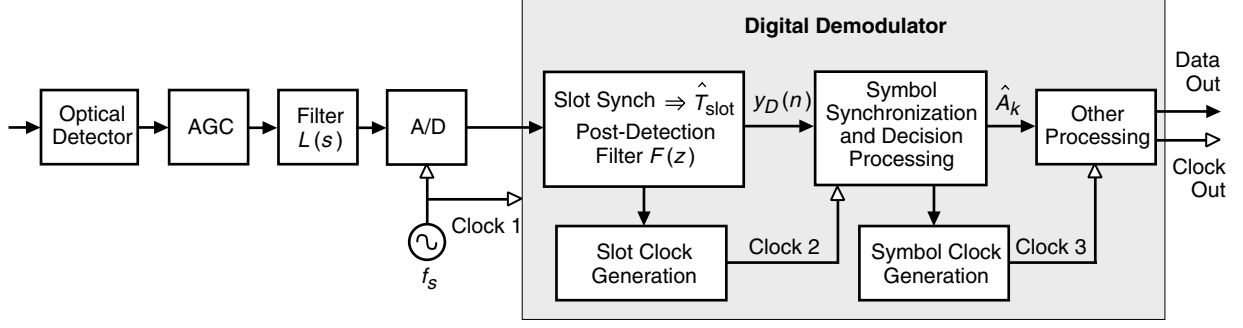 Digital Demodulator
Optical
Detector
AGC
Filter
L(s)
A/D
Slot Synch ⇒ T̂slot
Post-Detection
Filter F(z)
yD(n)
Symbol
Synchronization
and Decision
Processing
Âk
Other
Processing
Data
Out
Clock
Out
Clock 1
fs
Slot Clock
Generation
Clock 2
Symbol Clock
Generation
Clock 3